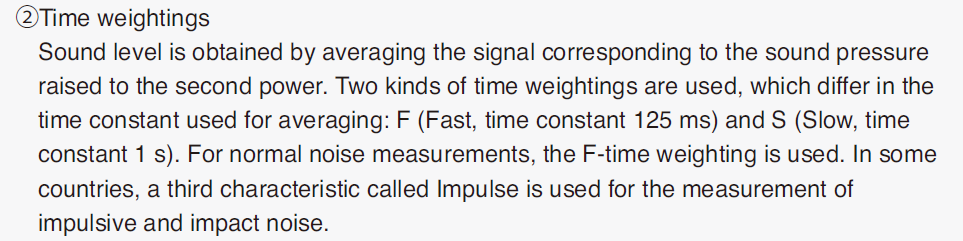 ②Time weightings
Sound level is obtained by averaging the signal corresponding to the sound pressure
raised to the second power. Two kinds of time weightings are used, which differ in the
time constant used for averaging: F (Fast, time constant 125 ms) and S (Slow, time
constant 1 s). For normal noise measurements, the F-time weighting is used. In some
countries, a third characteristic called Impulse is used for the measurement of
impulsive and impact noise.